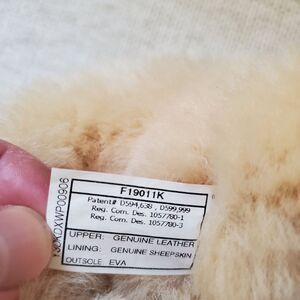 F19011K
Patent# D594,638 , D599,999
Reg. Com. Des. 1057780-1
Reg. Com. Des. 1057780-3
UPPER: GENUINE LEATHER
LINING: GENUINE SHEEPSKIN
OUTSOLE EVA